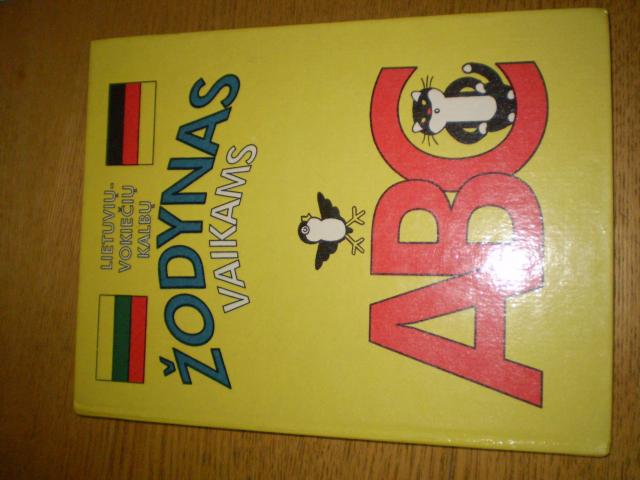 LIETUVIŲ-
VOKIEČIŲ
KALBŲ
ŽODYNAS
VAIKAMS
ABC